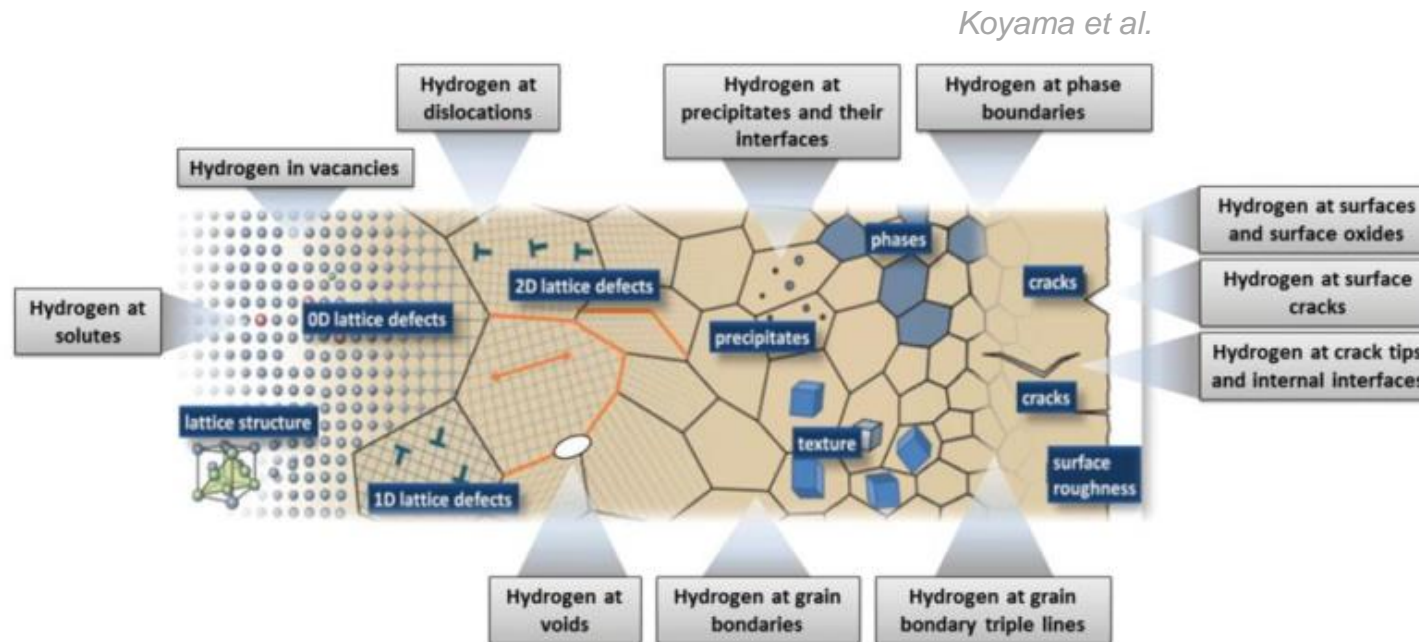 Koyama et al.
Hydrogen at
dislocations
Hydrogen at
precipitates and their
interfaces
Hydrogen at phase
boundaries
Hydrogen in vacancies
Hydrogen at surfaces
and surface oxides
phases
Hydrogen at surface
cracks
cracks
2D lattice defects
Hydrogen at
solutes
0D lattice defects
precipitates
Hydrogen at crack tips
and internal interfaces
cracks
lattice structure
texture
surface
roughness
1D lattice defects
Hydrogen at
voids
Hydrogen at grain
bondaries
Hydrogen at grain
bondary triple lines